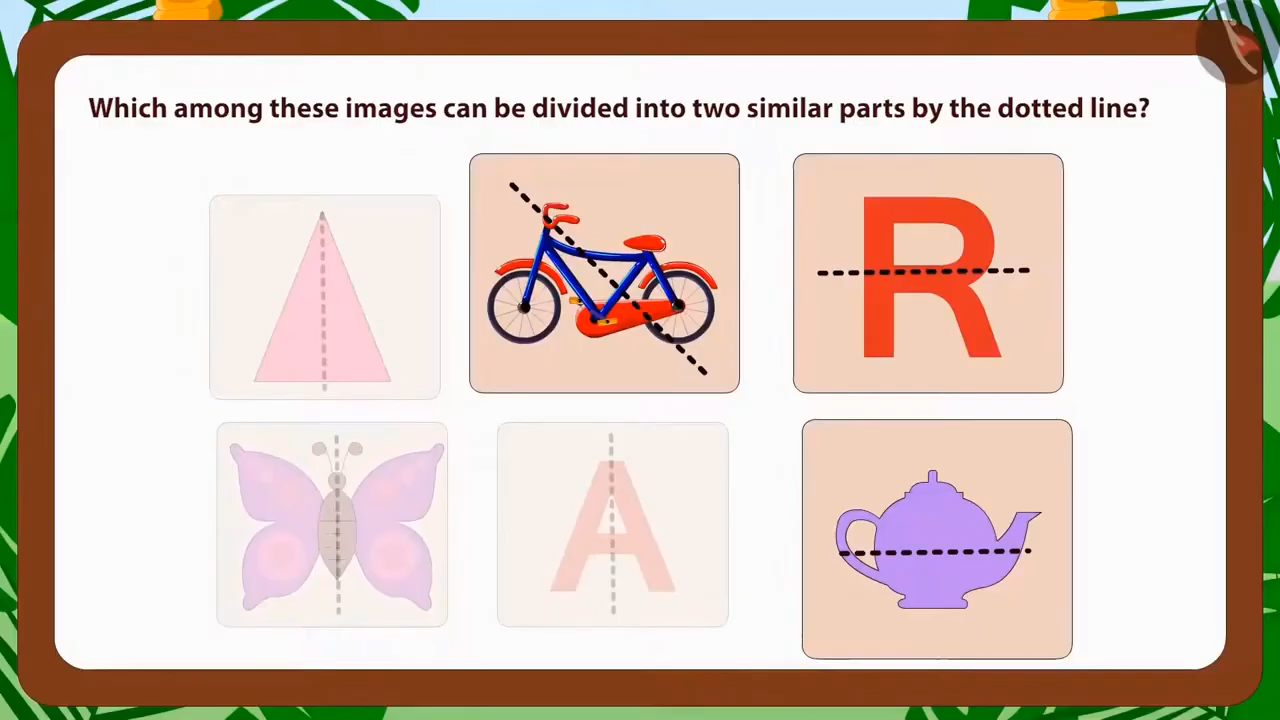 Which among these images can be divided into two similar parts by the dotted line?
R
A